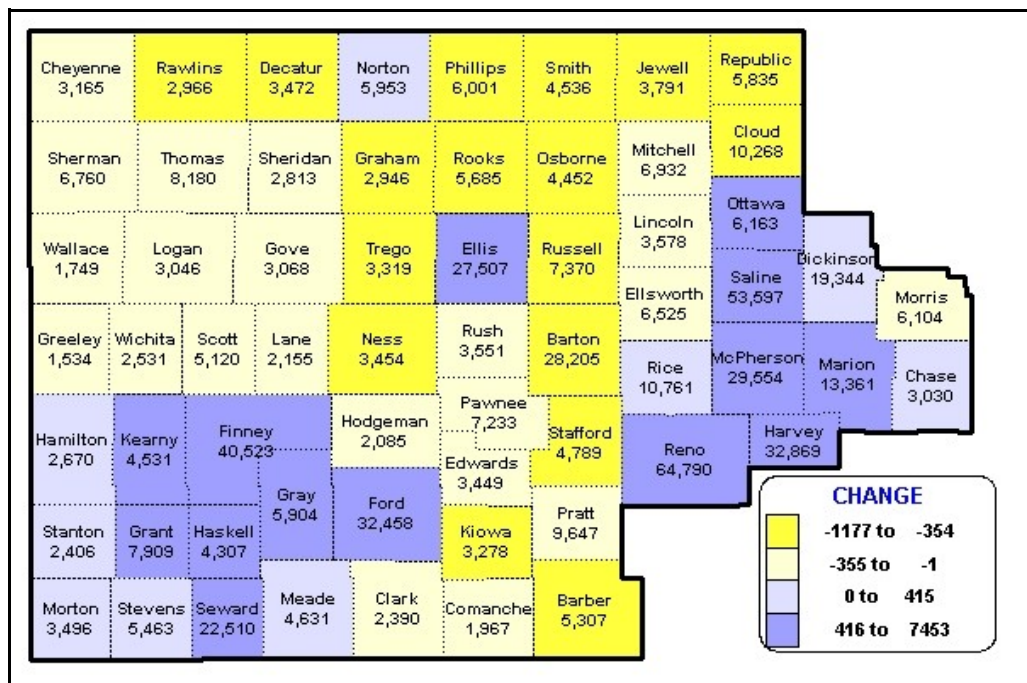 Cheyenne
3,165
Rawlins
2,966
Decatur
3,472
Norton
5,953
Phillips
6,001
Smith
4,536
Jewell
3,791
Republic
5,835
Cloud
10,268
Sherman
6,760
Thomas
8,180
Sheridan
2,813
Graham
2,946
Rooks
5,685
Osborne
4,452
Mitchell
6,932
Ottawa
6,163
Wallace
1,749
Logan
3,046
Gove
3,068
Trego
3,319
Ellis
27,507
Russell
7,370
Lincoln
3,578
Saline
53,597
Dickinson
19,344
Ellsworth
6,525
Morris
6,104
Greeley
1,534
Wichita
2,531
Scott
5,120
Lane
2,155
Ness
3,454
Rush
3,551
Barton
28,205
Rice
10,761
McPherson
29,554
Marion
13,361
Chase
3,030
Hamilton
2,670
Kearny
4,531
Finney
40,523
Hodgeman
2,085
Pawnee
7,233
Stafford
4,789
Reno
64,790
Harvey
32,869
Edwards
3,449
Gray
5,904
Ford
32,458
Stanton
2,406
Grant
7,909
Haskell
4,307
Kiowa
3,278
Pratt
9,647
Morton
3,496
Stevens
5,463
Seward
22,510
Meade
4,631
Clark
2,390
Comanche
1,967
Barber
5,307
CHANGE
-1177 to -354
-355 to -1
0 to 415
416 to 7453